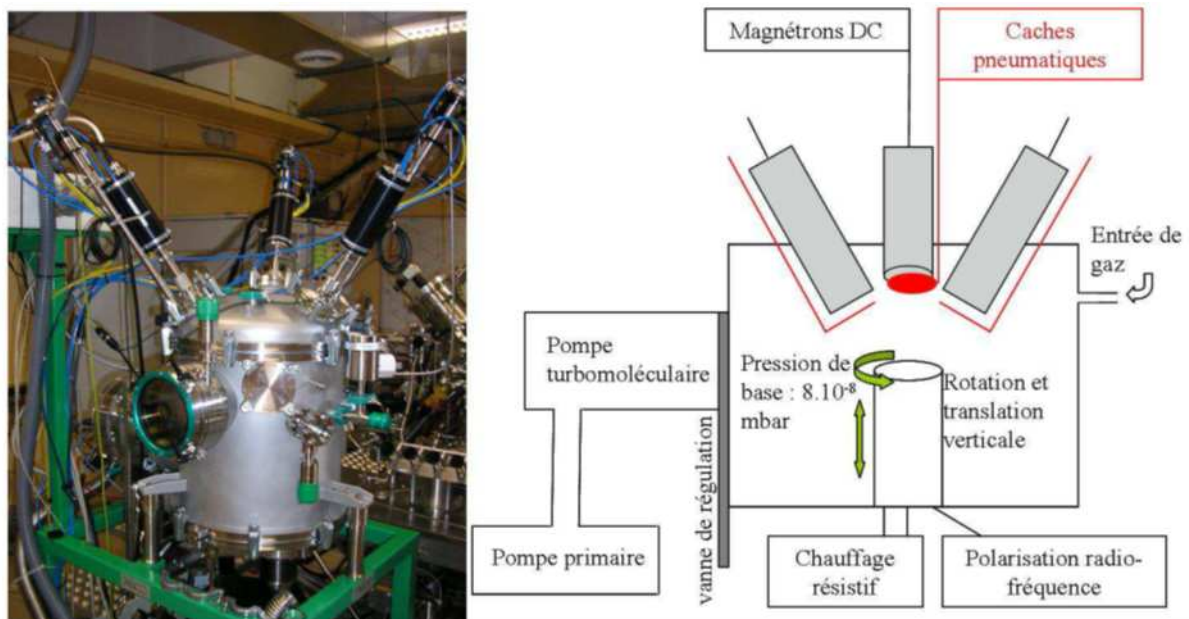 Magnétrons DC
Caches
pneumatiques
Entrée de
gaz
Pompe
turbomoléculaire
Pression de
base : 8.10⁻⁸
mbar
Rotation et
translation
verticale
vanne de régulation
Pompe primaire
Chauffage
résistif
Polarisation radio-
fréquence